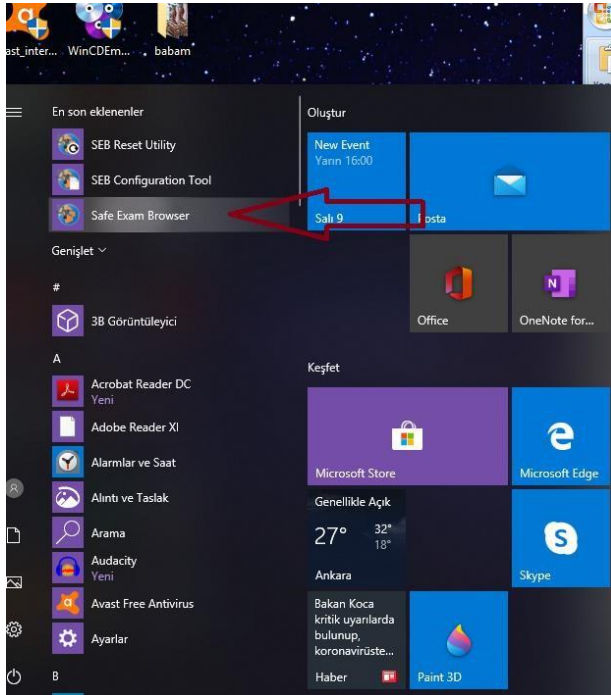 ast_inter...
WinCDEm...
babam
En son eklenenler
SEB Reset Utility
SEB Configuration Tool
Safe Exam Browser
Genişlet
#
3B Görüntüleyici
A
Acrobat Reader DC
Yeni
Adobe Reader XI
Alarmlar ve Saat
Alıntı ve Taslak
Arama
Audacity
Yeni
Avast Free Antivirus
Ayarlar
B
Oluştur
New Event
Yarın 16:00
Salı 9
Posta
Office
OneNote for...
Keşfet
Microsoft Store
Microsoft Edge
Genellikle Açık
27° 32°
18°
Ankara
Skype
Bakan Koca
kritik uyarılarda
bulunup,
koronavirüste...
Haber
Paint 3D